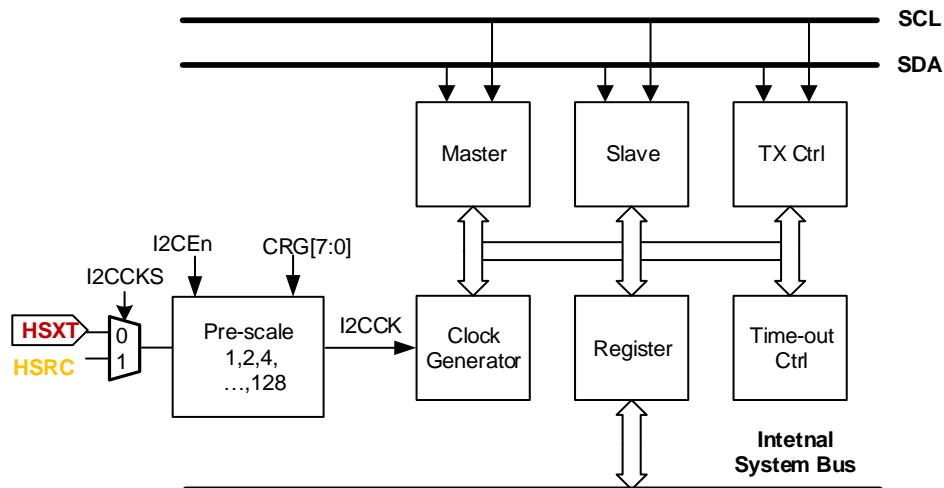 SCL
SDA
Master
Slave
TX Ctrl
I2CEn
CRG[7:0]
I2CCKS
HSXT
0
HSRC
1
Pre-scale
1,2,4,
…,128
I2CCK
Clock
Generator
Register
Time-out
Ctrl
Intetnal
System Bus